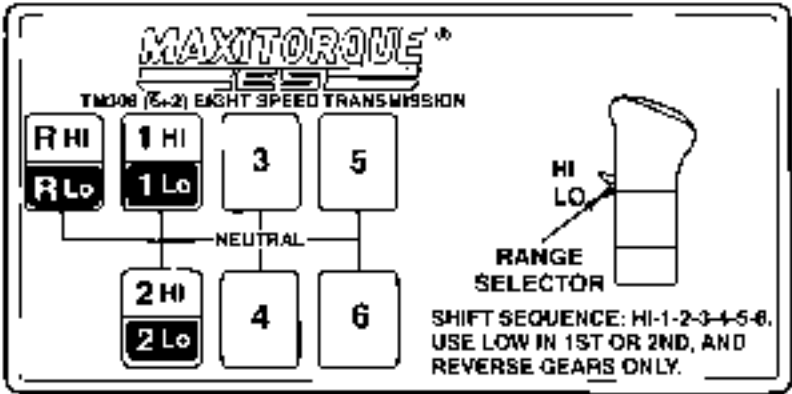 MAXITORQUE ®
ES
TM308 (6+2) EIGHT SPEED TRANSMISSION
R HI
R Lo
1 HI
1 Lo
3
5
NEUTRAL
2 HI
2 Lo
4
6
HI
LO
RANGE
SELECTOR
SHIFT SEQUENCE: HI-1-2-3-4-5-6.
USE LOW IN 1ST OR 2ND, AND
REVERSE GEARS ONLY.